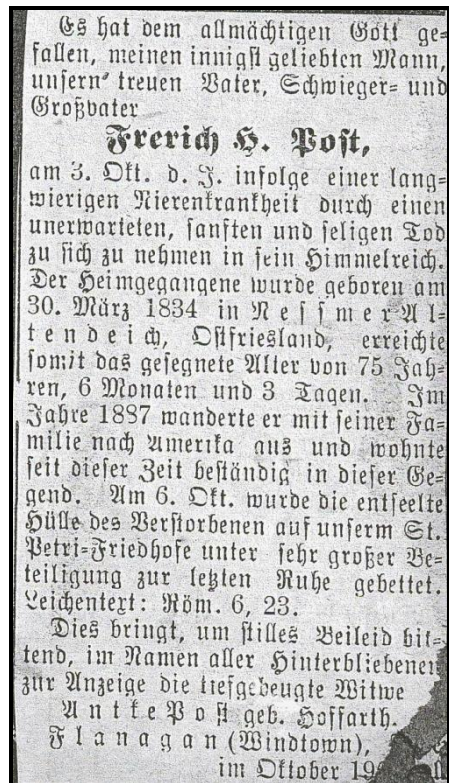 Es hat dem allmächtigen Gott ge-
fallen, meinen innigst geliebten Mann,
unsern treuen Vater, Schwieger- und
Großvater
Frerich H. Post,
am 3. Okt. d. J. infolge einer lang-
wierigen Nierenkrankheit durch einen
unerwarteten, sanften und seligen Tod
zu sich zu nehmen in sein Himmelreich.
Der Heimgegangene wurde geboren am
30. März 1834 in Nessmer Al-
tendeich, Ostfriesland, erreichte
somit das gesegnete Alter von 75 Jah-
ren, 6 Monaten und 3 Tagen. Im
Jahre 1887 wanderte er mit seiner Fa-
milie nach Amerika aus und wohnte
seit dieser Zeit beständig in dieser Ge-
gend. Am 6. Okt. wurde die entseelte
Hülle des Verstorbenen auf unserm St.
Petri-Friedhofe unter sehr großer Be-
teiligung zur letzten Ruhe gebettet.
Leichentext: Röm. 6, 23.
Dies bringt, um stilles Beileid bit-
tend, im Namen aller Hinterbliebenen
zur Anzeige die tiefgebeugte Witwe
Antke Post geb. Hoffarth.
Flanagan (Windtown),
im Oktober